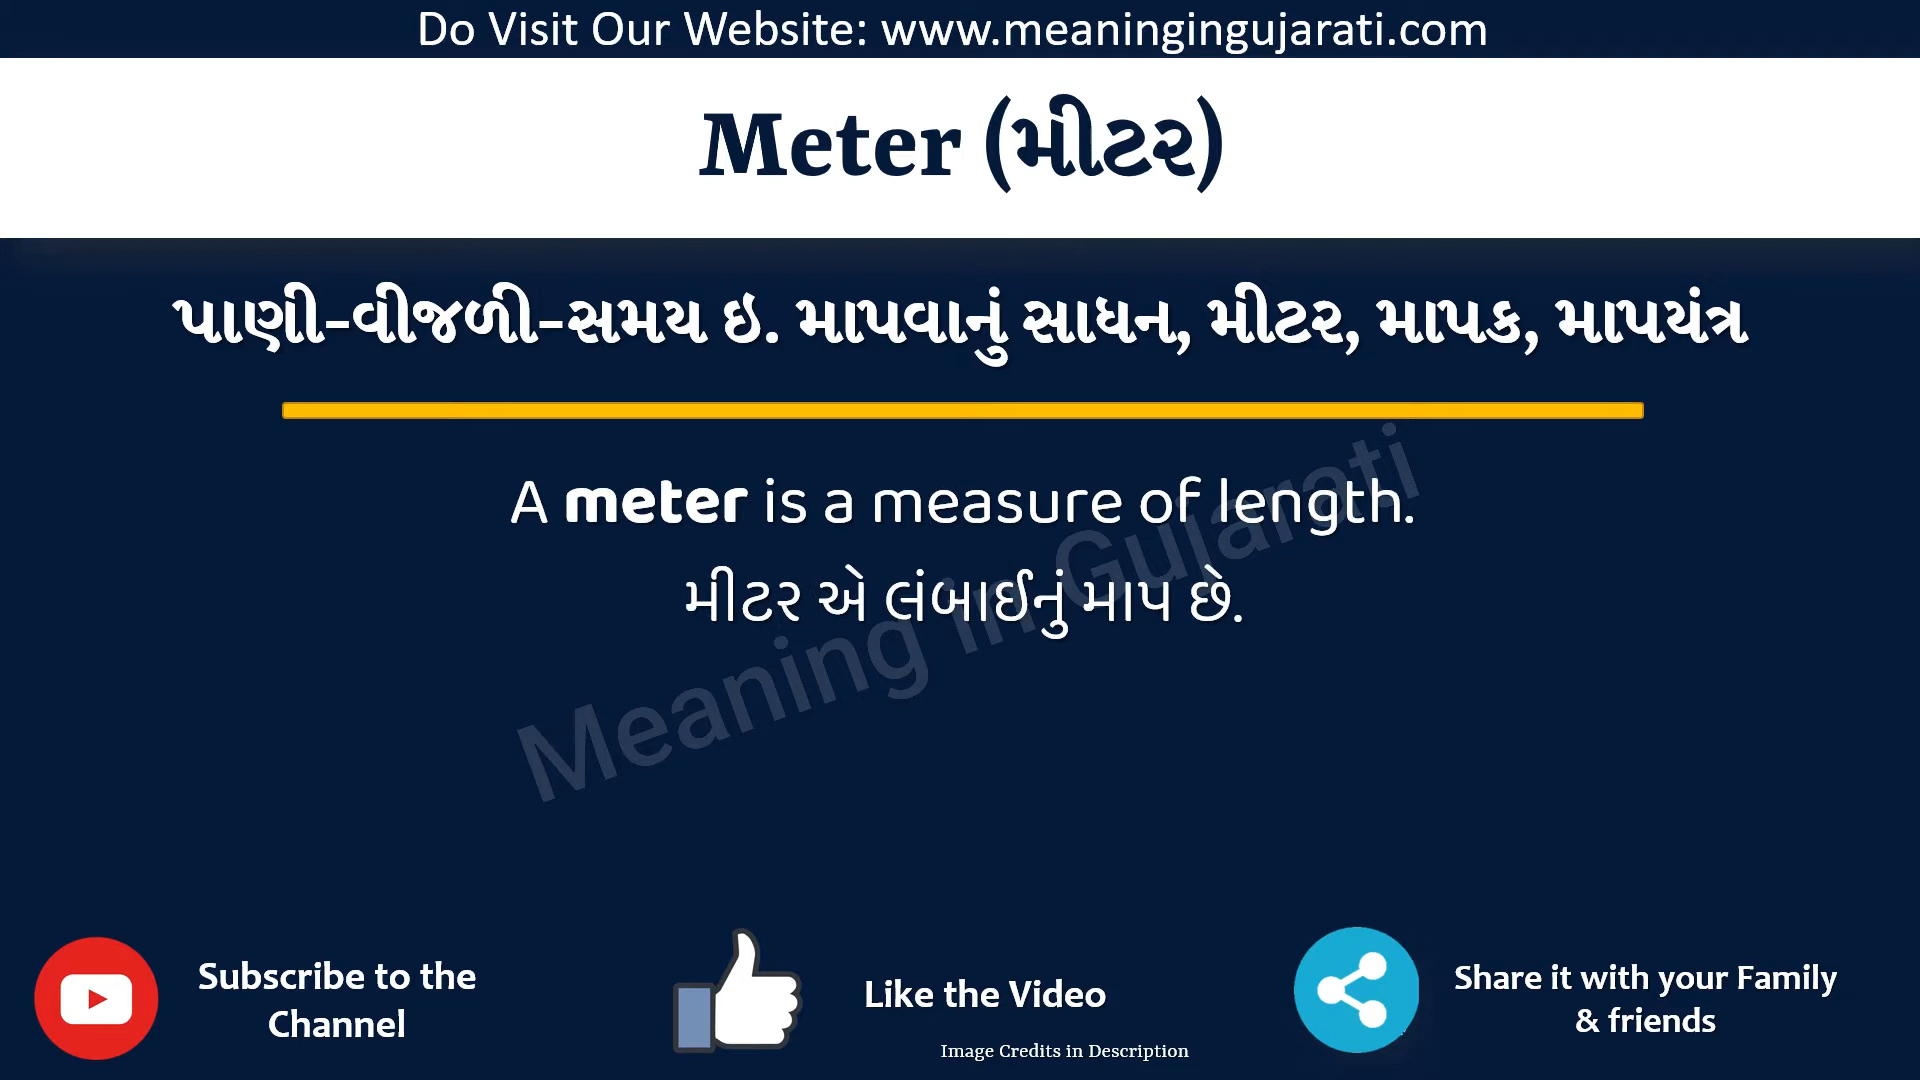 Do Visit Our Website: www.meaningingujarati.com
Meter (મીટર)
પાણી-વીજળી-સમય ઇ. માપવાનું સાધન, મીટર, માપક, માપયંત્ર
A meter is a measure of length.
મીટર એ લંબાઈનું માપ છે.
Meaning in Gujarati
Subscribe to the
Channel
Like the Video
Share it with your Family
& friends
Image Credits in Description